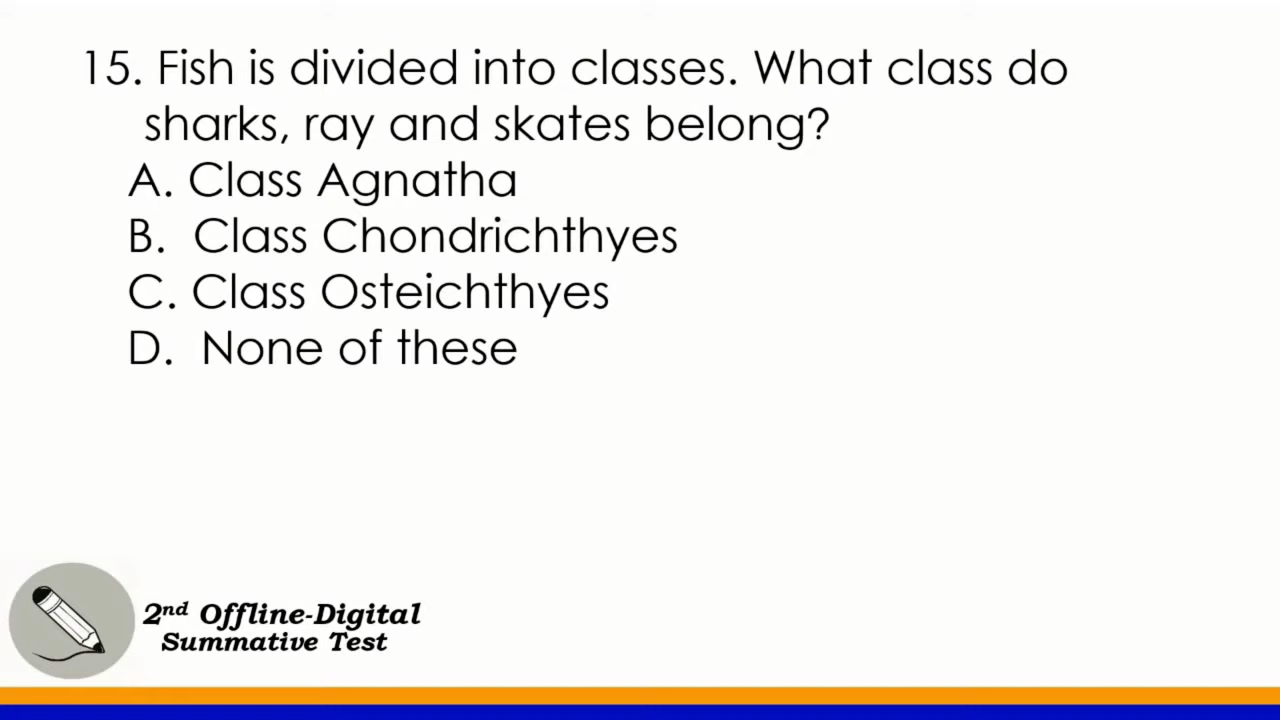 15. Fish is divided into classes. What class do
sharks, ray and skates belong?
A. Class Agnatha
B. Class Chondrichthyes
C. Class Osteichthyes
D. None of these
2nd Offline-Digital
Summative Test